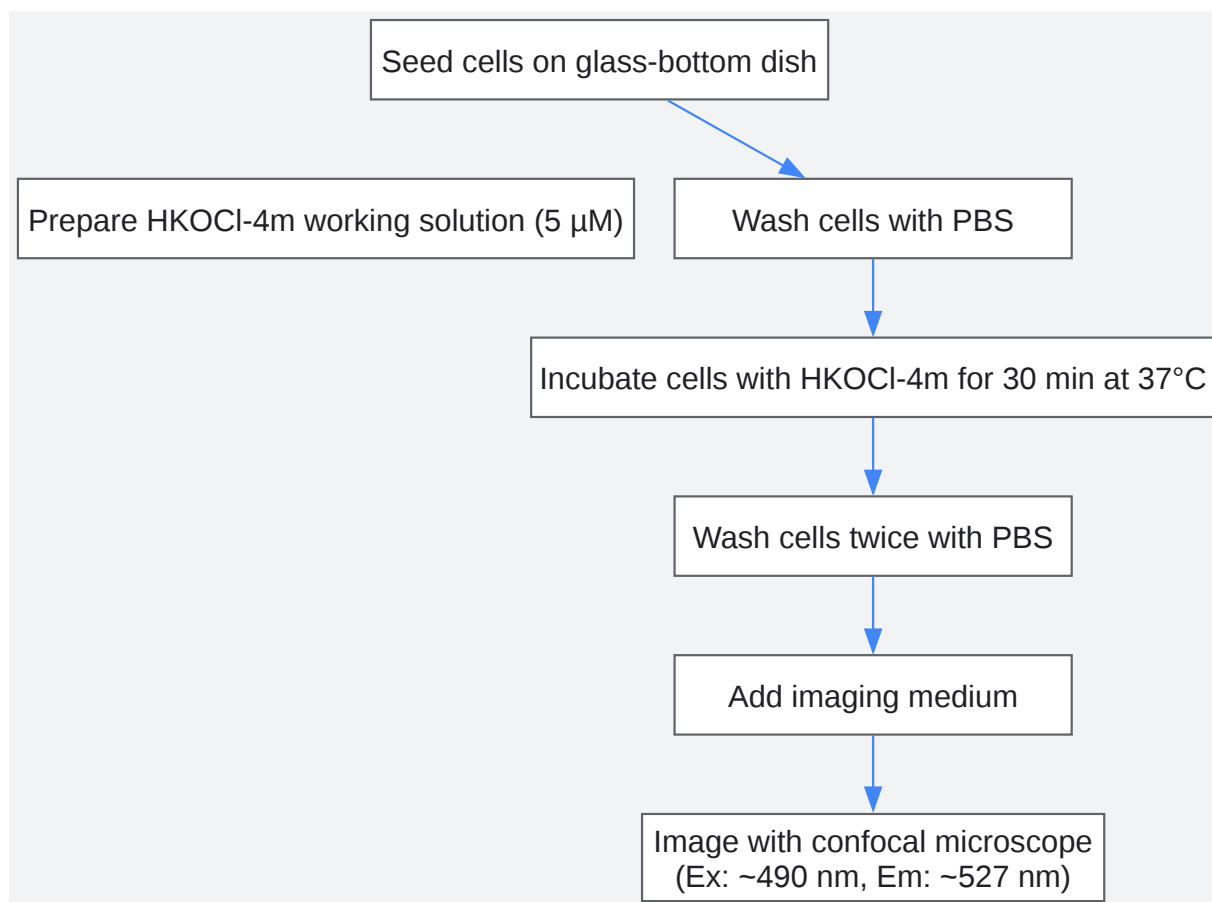 Seed cells on glass-bottom dish
Prepare HKOCl-4m working solution (5 µM)
Wash cells with PBS
Incubate cells with HKOCl-4m for 30 min at 37°C
Wash cells twice with PBS
Add imaging medium
Image with confocal microscope
(Ex: ~490 nm, Em: ~527 nm)